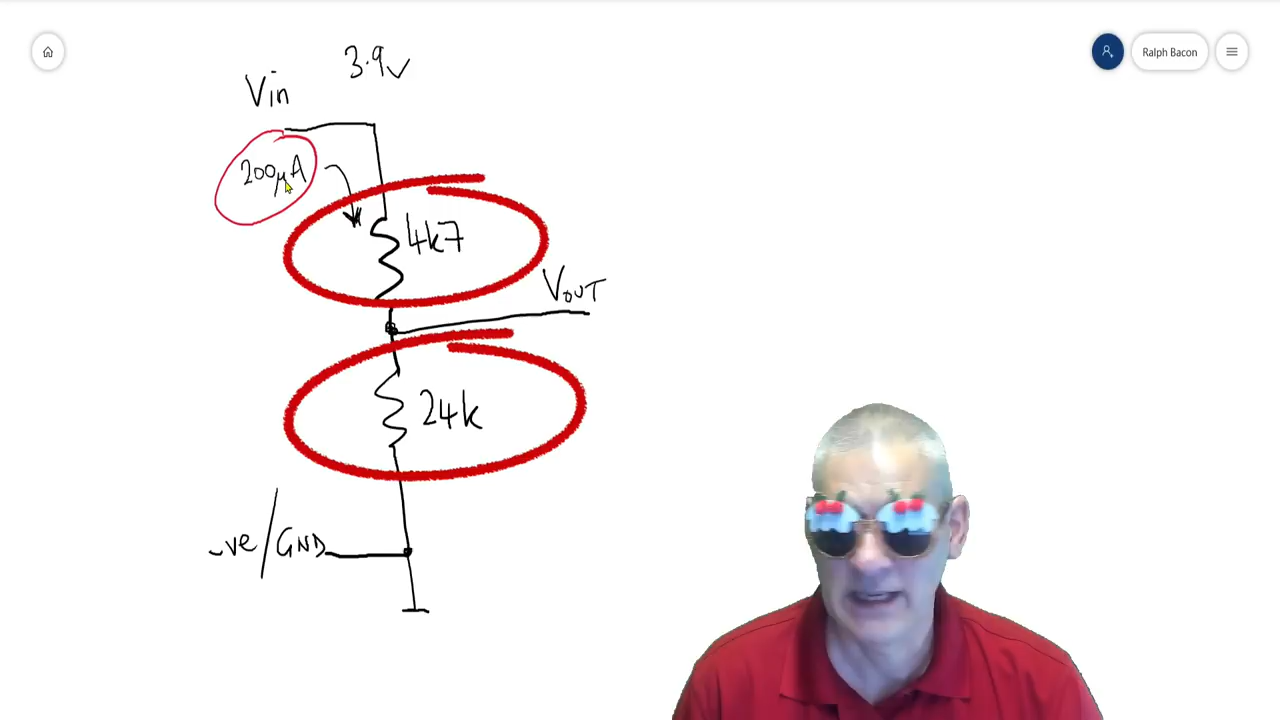 3.9v
Vin
Ralph Bacon
200μA
4k7
VOUT
24k
-ve/GND